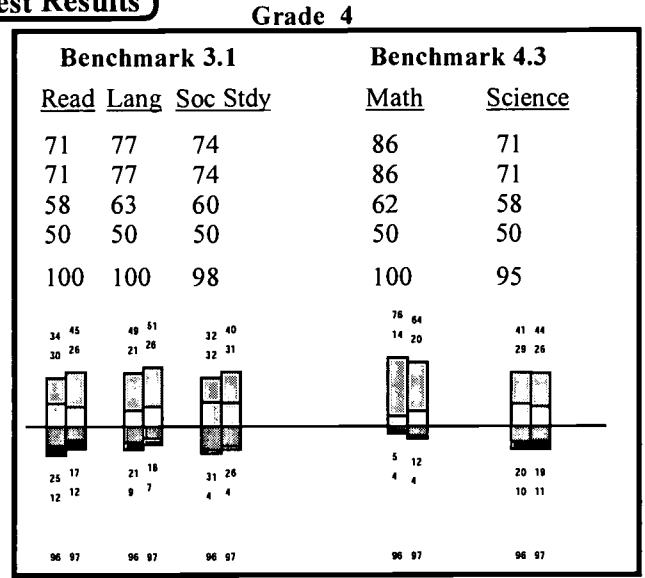 Test Results
Grade 4
Benchmark 3.1 Benchmark 4.3
Read Lang Soc Stdy Math Science
71 77 74 86 71
71 77 74 86 71
58 63 60 62 58
50 50 50 50 50
100 100 98 100 95
34 45 49 51 32 40 76 64 41 44
30 26 21 26 32 31 14 20 29 26
25 17 21 18 31 26 5 12 20 19
12 12 9 7 4 4 4 4 10 11
96 97 96 97 96 97 96 97 96 97